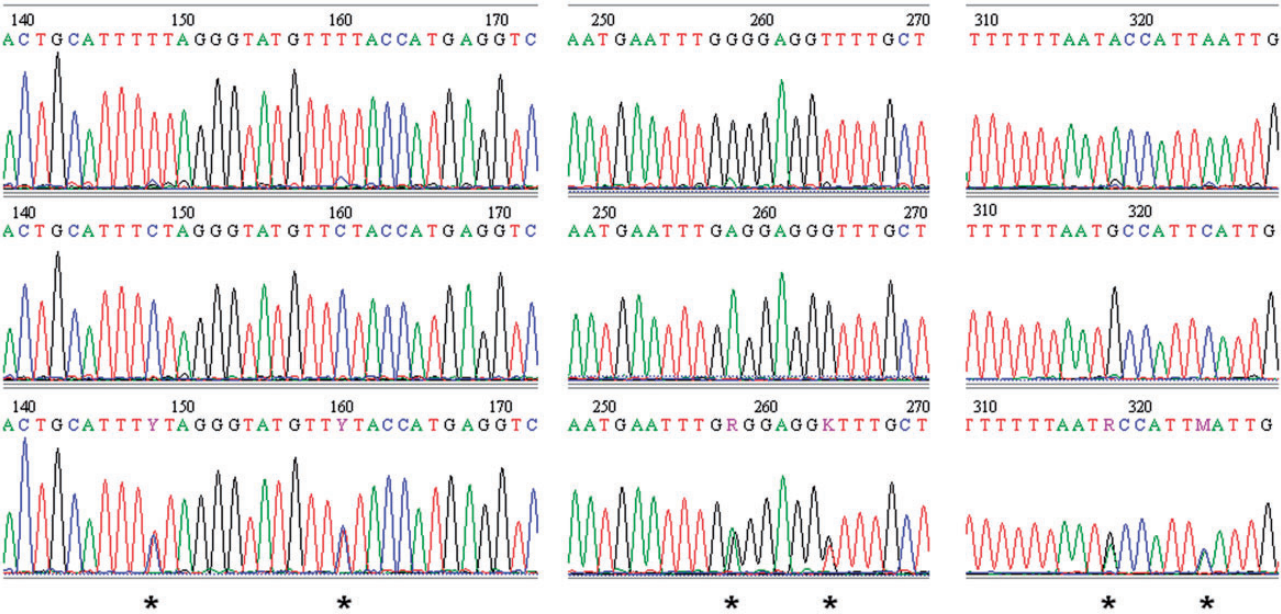 140 150 160 170 250 260 270 310 320
ACTGCATTTTTAGGGTATGTTTTACCATGAGGTC AATGAATTTGGGGAGGTTTTGCT TTTTTTAATACCATTAATTG
140 150 160 170 250 260 270 310 320
ACTGCATTTCTAGGGTATGTTCTACCATGAGGTC AATGAATTTGAGGAGGGTTTGCT TTTTTTAATGCCATTCATTG
140 150 160 170 250 260 270 310 320
ACTGCATTTYTAGGGTATGTTYTACCATGAGGTC AATGAATTTGRGGAGGKTTTGCT TTTTTTAATRCCATTMATTG
* * * * * *